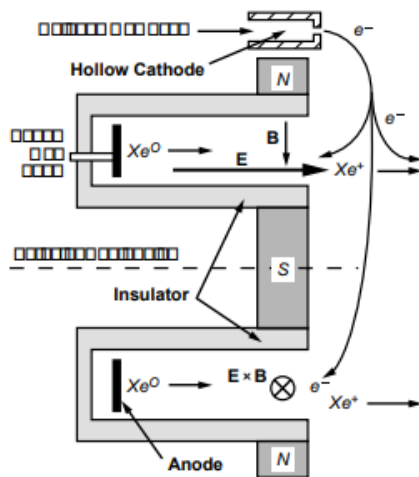 e⁻
Hollow Cathode
N
e⁻
B
Xe⁰
E
Xe⁺
S
Insulator
E × B
Xe⁰
e⁻
Xe⁺
Anode
N